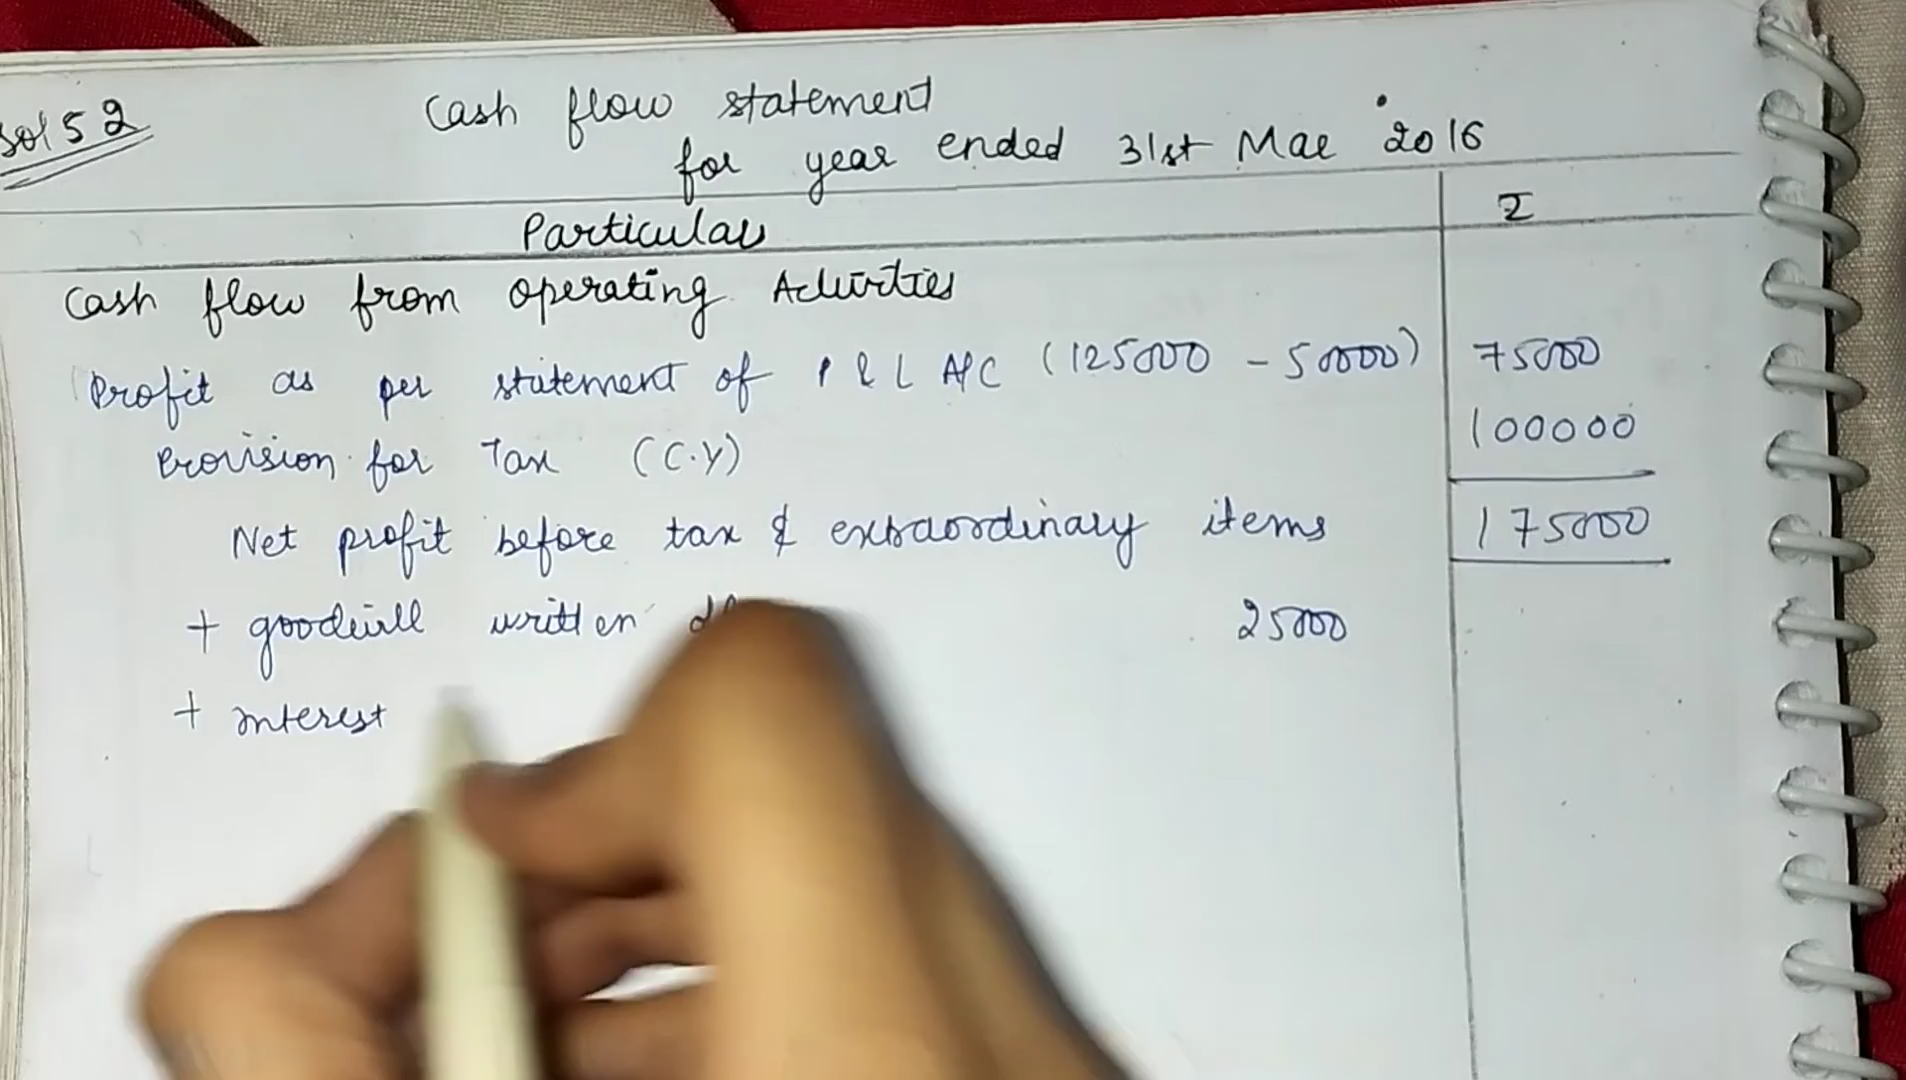 Sol 52
Cash flow statement
for year ended 31st Mar 2016
Particulars ₹
Cash flow from operating Activities
Profit as per statement of P & L A/C (125000 - 50000) 75000
Provision for Tax (C.Y) 100000
Net profit before tax & extraordinary items 175000
+ goodwill written 25000
+ interest